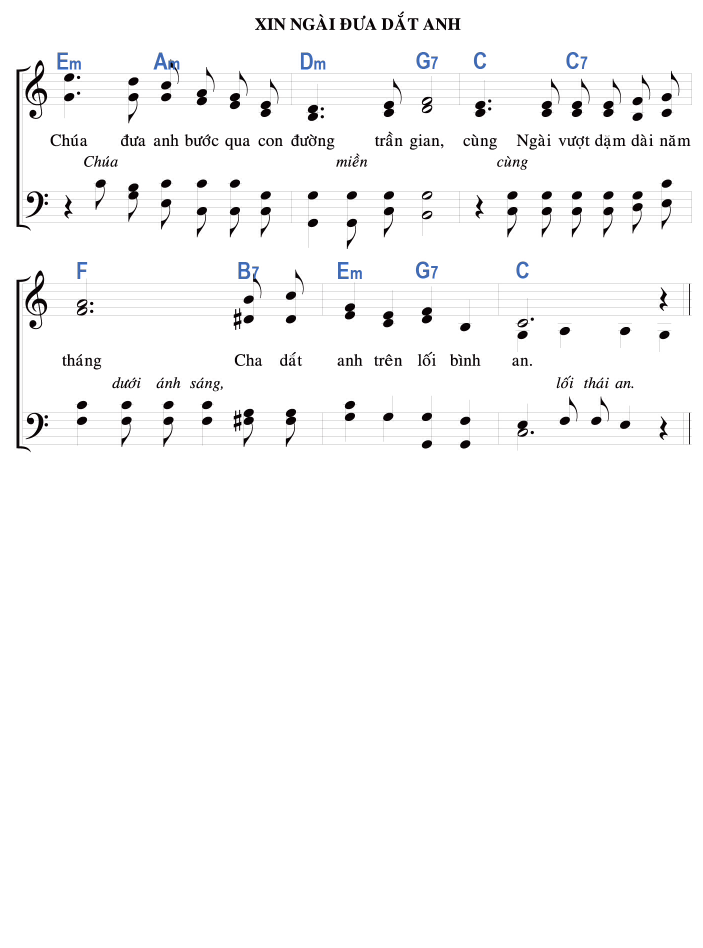 XIN NGÀI ĐƯA DẮT ANH
Em Am Dm G7 C C7
Chúa đưa anh bước qua con đường trần gian, cùng Ngài vượt dặm dài năm
Chúa miền cùng
F B7 Em G7 C
tháng Cha dát anh trên lối bình an.
dưới ánh sáng, lối thái an.